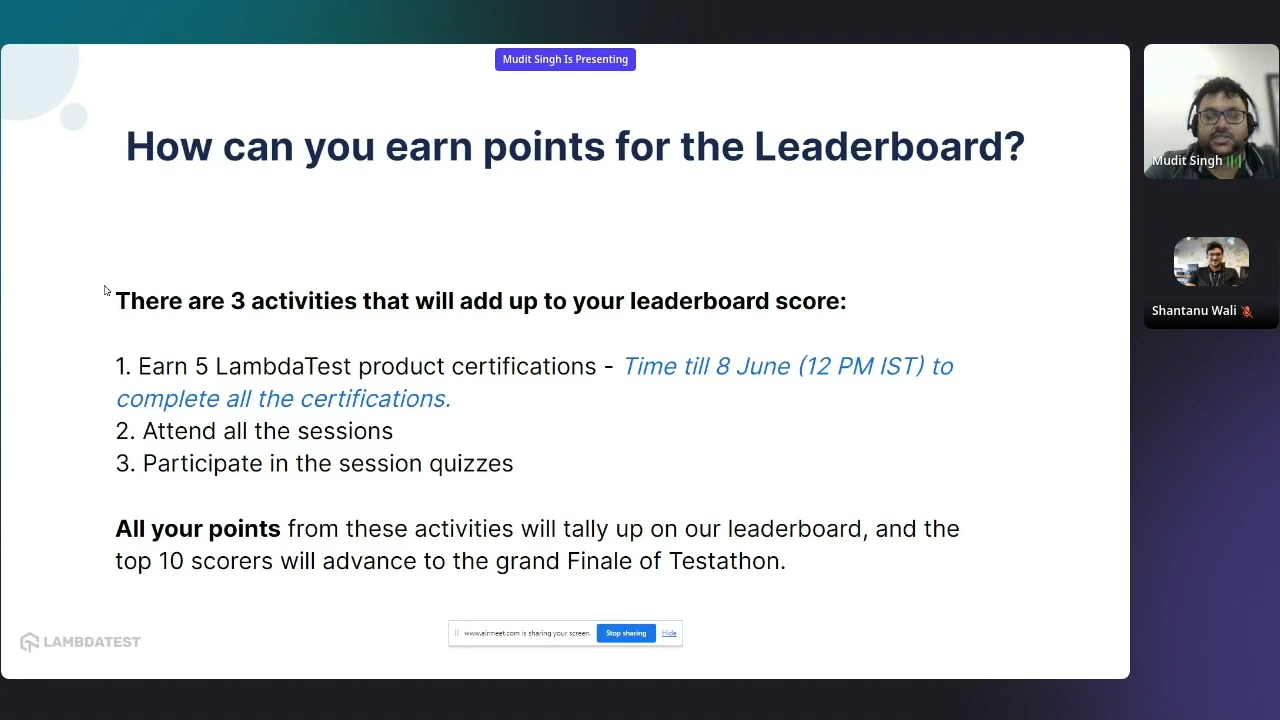 Mudit Singh Is Presenting
How can you earn points for the Leaderboard?
Mudit Singh
Shantanu Wali
There are 3 activities that will add up to your leaderboard score:
1. Earn 5 LambdaTest product certifications - Time till 8 June (12 PM IST) to
complete all the certifications.
2. Attend all the sessions
3. Participate in the session quizzes
All your points from these activities will tally up on our leaderboard, and the
top 10 scorers will advance to the grand Finale of Testathon.
www.airmeet.com is sharing your screen. Stop sharing Hide
LAMBDATEST